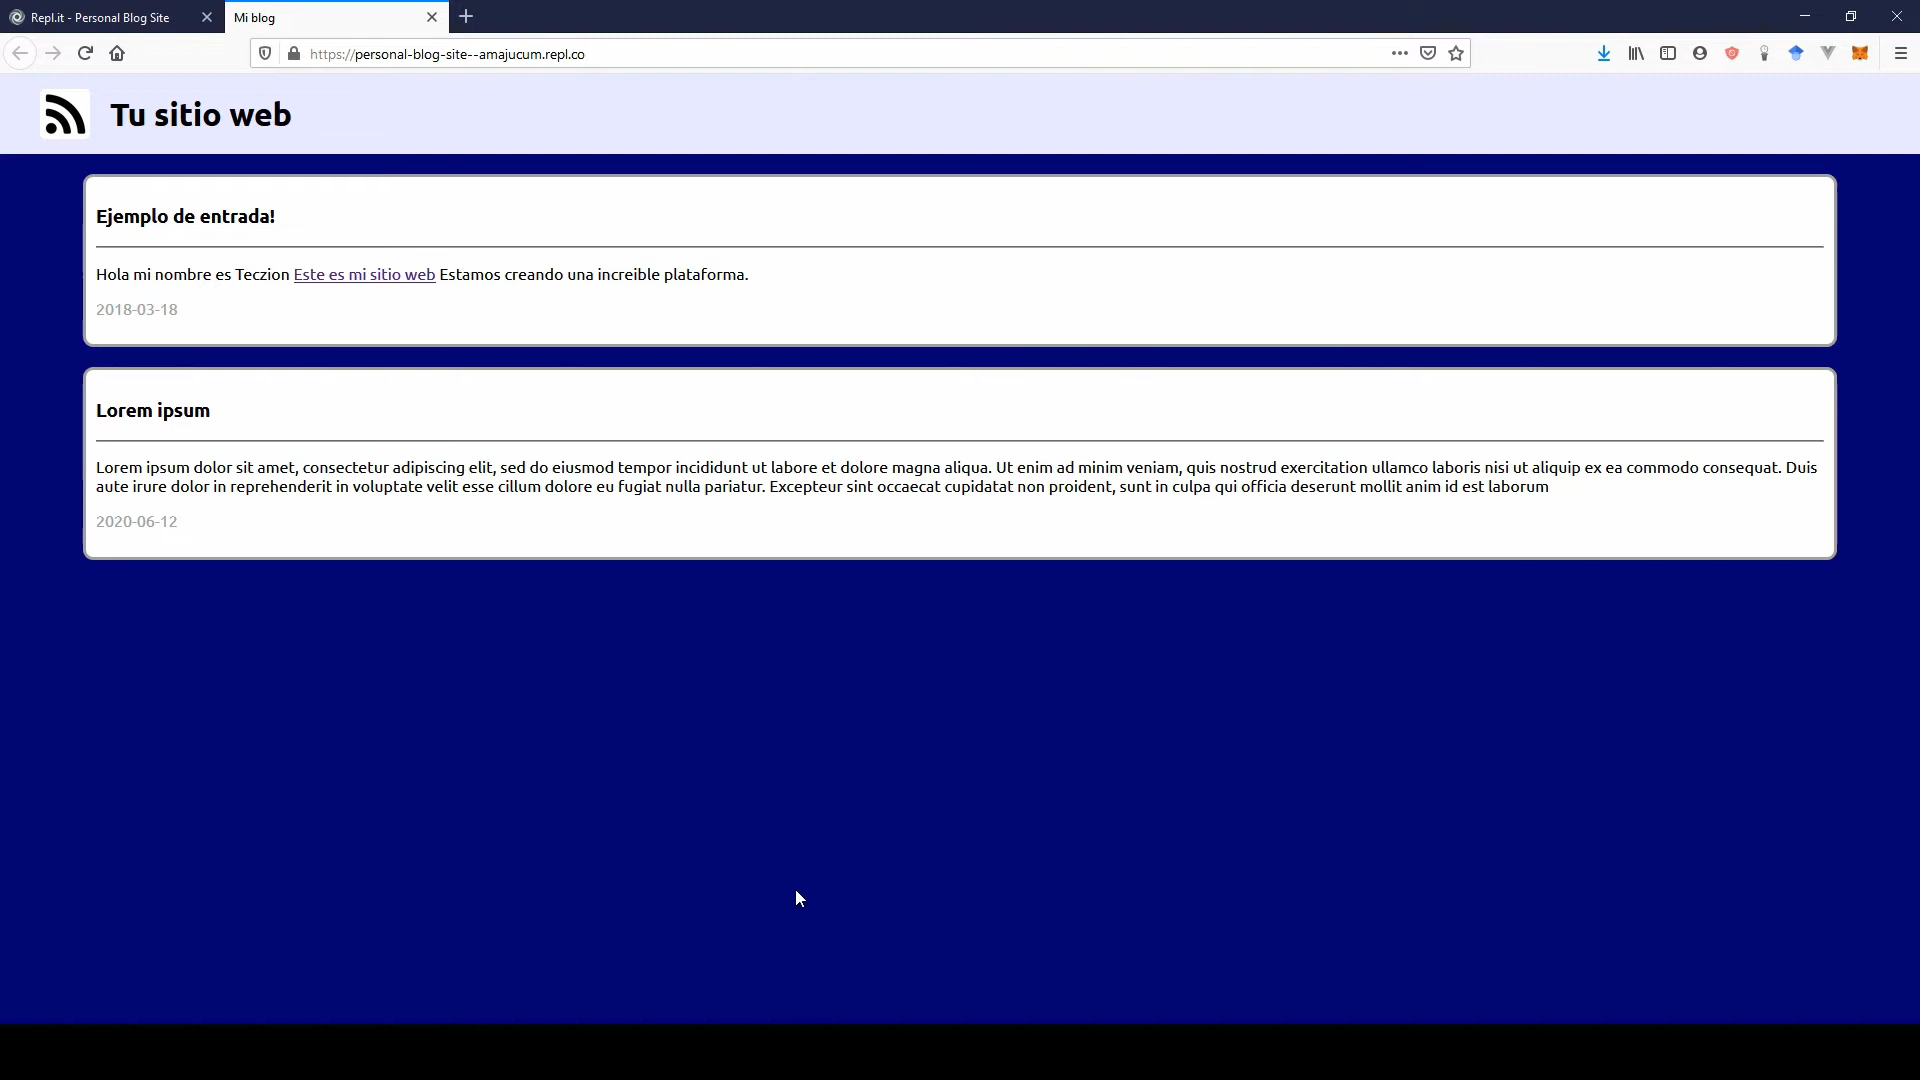 Repl.it - Personal Blog Site
Mi blog
https://personal-blog-site--amajucum.repl.co
Tu sitio web
Ejemplo de entrada!
Hola mi nombre es Teczion Este es mi sitio web Estamos creando una increible plataforma.
2018-03-18
Lorem ipsum
Lorem ipsum dolor sit amet, consectetur adipiscing elit, sed do eiusmod tempor incididunt ut labore et dolore magna aliqua. Ut enim ad minim veniam, quis nostrud exercitation ullamco laboris nisi ut aliquip ex ea commodo consequat. Duis
aute irure dolor in reprehenderit in voluptate velit esse cillum dolore eu fugiat nulla pariatur. Excepteur sint occaecat cupidatat non proident, sunt in culpa qui officia deserunt mollit anim id est laborum
2020-06-12